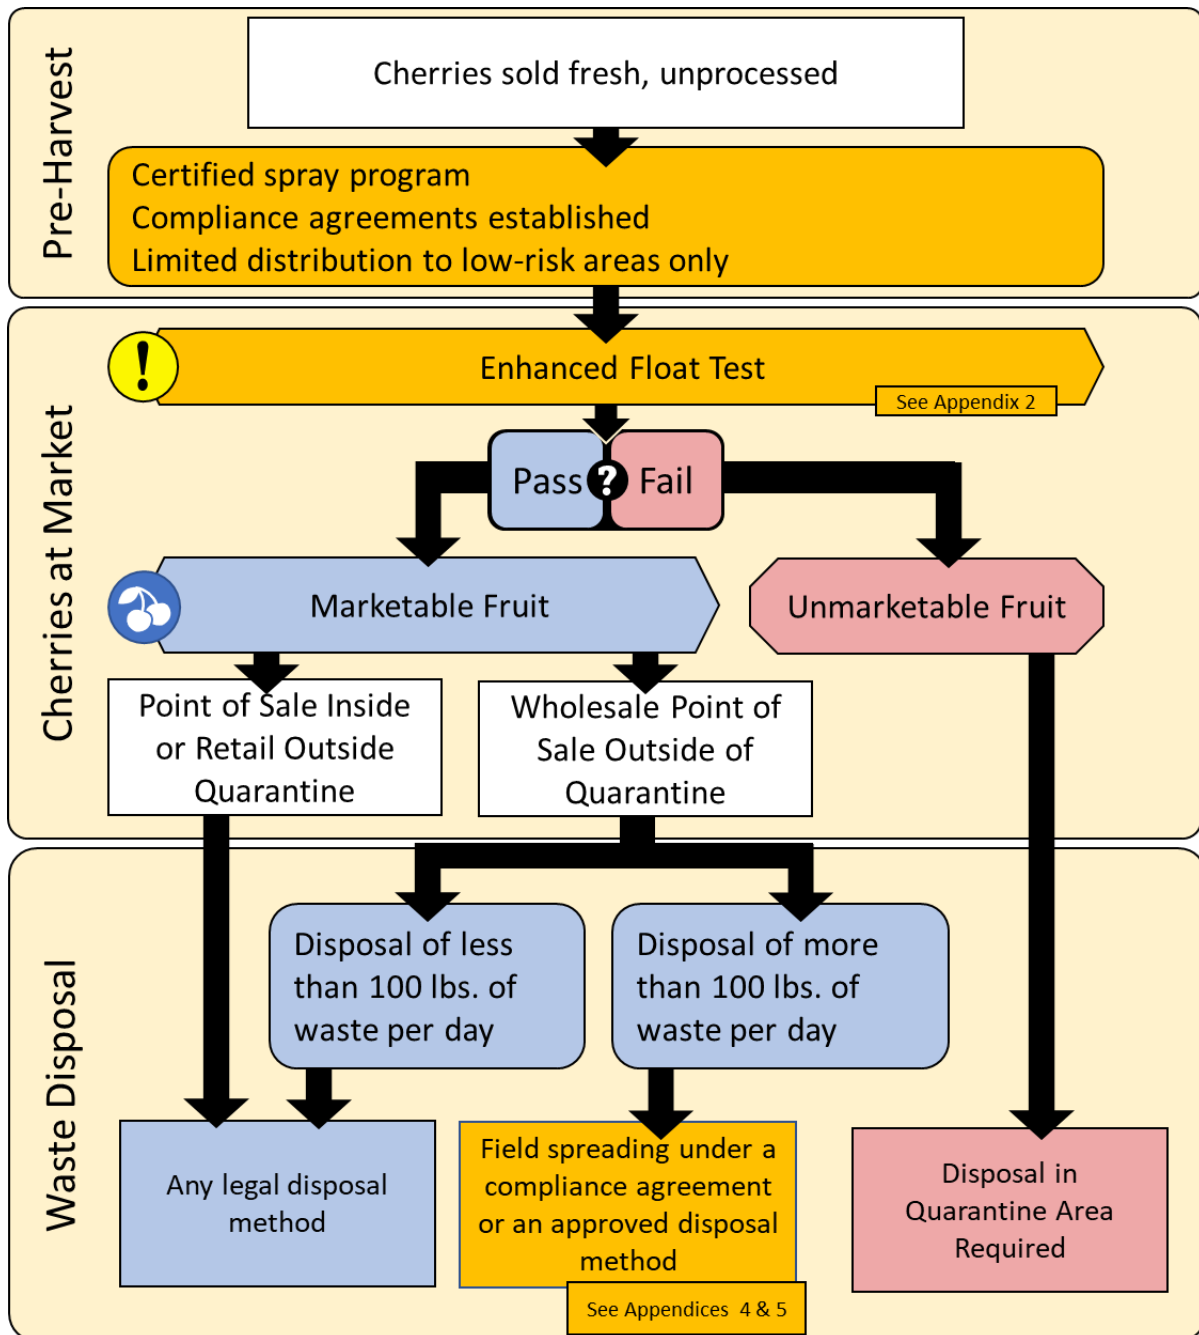 Pre-Harvest
Cherries sold fresh, unprocessed
Certified spray program
Compliance agreements established
Limited distribution to low-risk areas only
Cherries at Market
!
Enhanced Float Test
See Appendix 2
Pass ? Fail
Marketable Fruit
Unmarketable Fruit
Point of Sale Inside
or Retail Outside
Quarantine
Wholesale Point of
Sale Outside of
Quarantine
Waste Disposal
Disposal of less
than 100 lbs. of
waste per day
Disposal of more
than 100 lbs. of
waste per day
Any legal disposal
method
Field spreading under a
compliance agreement
or an approved disposal
method
See Appendices 4 & 5
Disposal in
Quarantine Area
Required